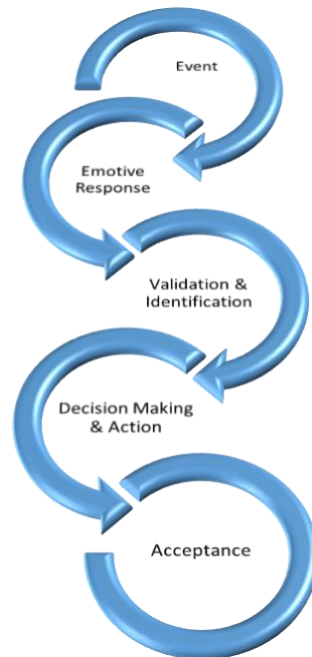 Event
Emotive
Response
Validation &
Identification
Decision Making
& Action
Acceptance